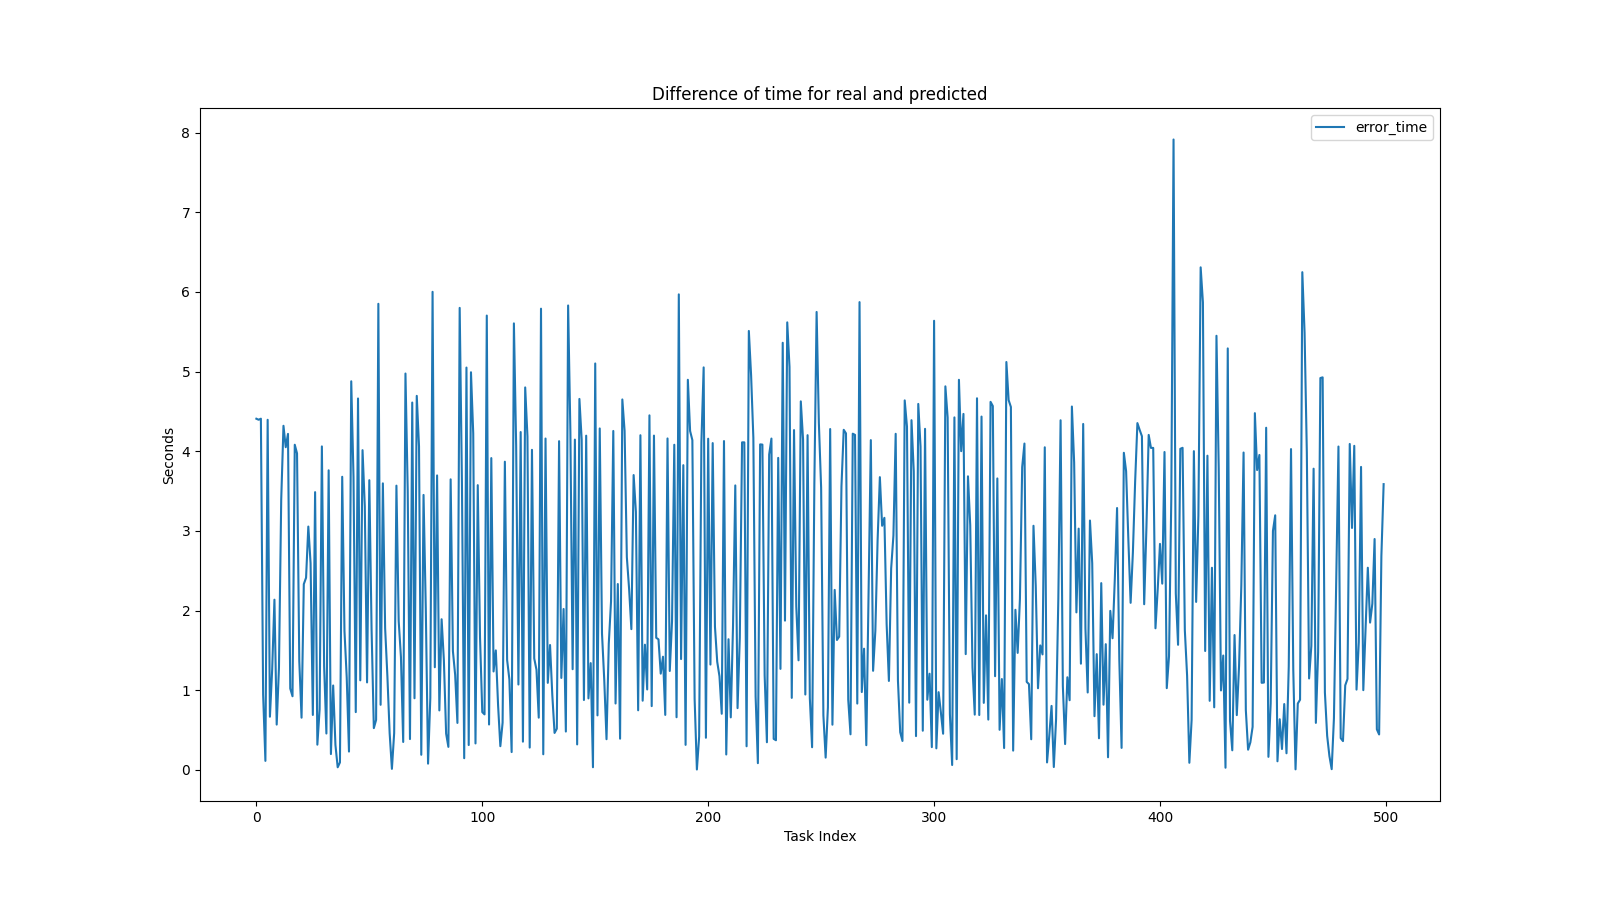 Difference of time for real and predicted
error_time
8
7
6
5
4
3
2
1
0
Seconds
0 100 200 300 400 500
Task Index